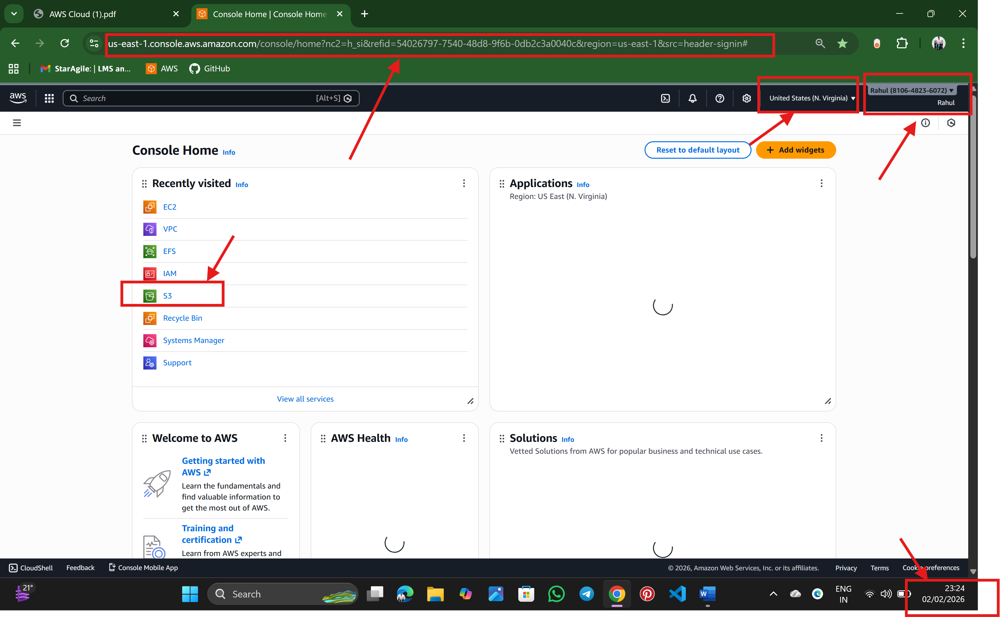 AWS Cloud (1).pdf
Console Home | Console Home
us-east-1.console.aws.amazon.com/console/home?nc2=h_si&refid=54026797-7540-48d8-9f6b-0db2c3a0040c&region=us-east-1&src=header-signin#
StarAgile: | LMS an...
AWS
GitHub
aws
Search
[Alt+S]
United States (N. Virginia)
Rahul (8106-4823-6072)
Rahul
Console Home Info
Reset to default layout
Add widgets
Recently visited Info
EC2
VPC
EFS
IAM
S3
Recycle Bin
Systems Manager
Support
View all services
Applications Info
Region: US East (N. Virginia)
Welcome to AWS
Getting started with
AWS
Learn the fundamentals and
find valuable information to
get the most out of AWS.
Training and
certification
Learn from AWS experts and
AWS Health Info
Solutions Info
Vetted Solutions from AWS for popular business and technical use cases.
CloudShell
Feedback
Console Mobile App
© 2026, Amazon Web Services, Inc. or its affiliates.
Privacy
Terms
Cookie preferences
21°
Search
W
ENG
IN
23:24
02/02/2026